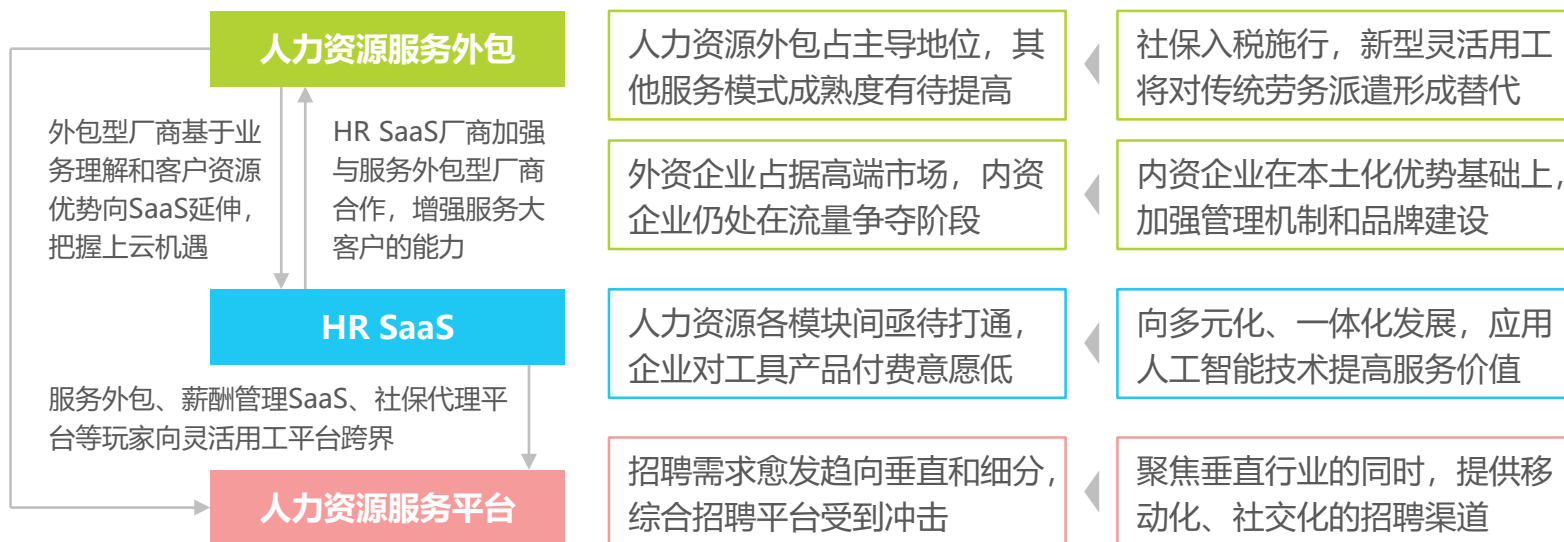 人力资源服务外包
外包型厂商基于业
务理解和客户资源
优势向SaaS延伸,
把握上云机遇
HR SaaS厂商加强
与服务外包型厂商
合作，增强服务大
客户的能力
HR SaaS
服务外包、薪酬管理SaaS、社保代理平
台等玩家向灵活用工平台跨界
人力资源服务平台
人力资源外包占主导地位，其
他服务模式成熟度有待提高
社保入税施行，新型灵活用工
将对传统劳务派遣形成替代
外资企业占据高端市场，内资
企业仍处在流量争夺阶段
内资企业在本土化优势基础上，
加强管理机制和品牌建设
人力资源各模块间亟待打通，
企业对工具产品付费意愿低
向多元化、一体化发展，应用
人工智能技术提高服务价值
招聘需求愈发趋向垂直和细分，
综合招聘平台受到冲击
聚焦垂直行业的同时，提供移
动化、社交化的招聘渠道